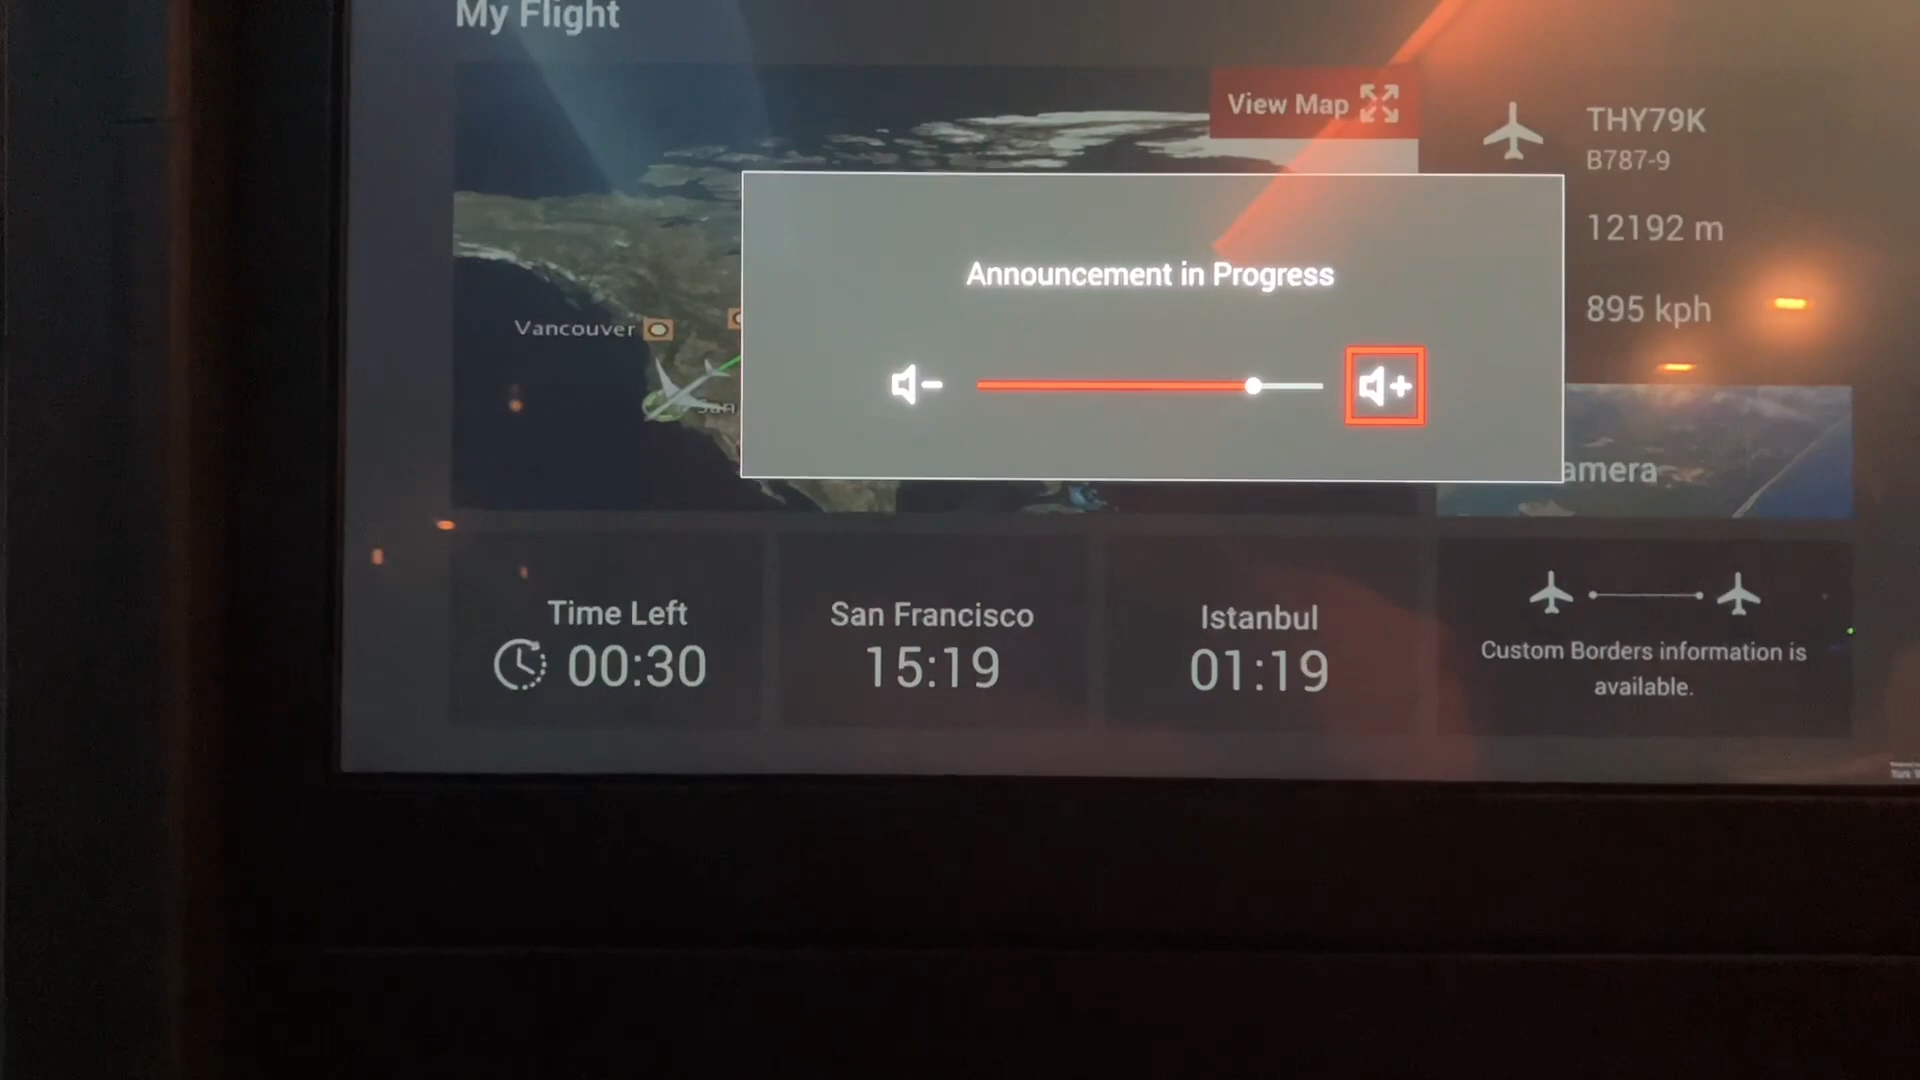 My Flight
View Map
THY79K
B787-9
12192 m
895 kph
Announcement in Progress
Vancouver
San
amera
Time Left
00:30
San Francisco
15:19
Istanbul
01:19
Custom Borders information is
available.